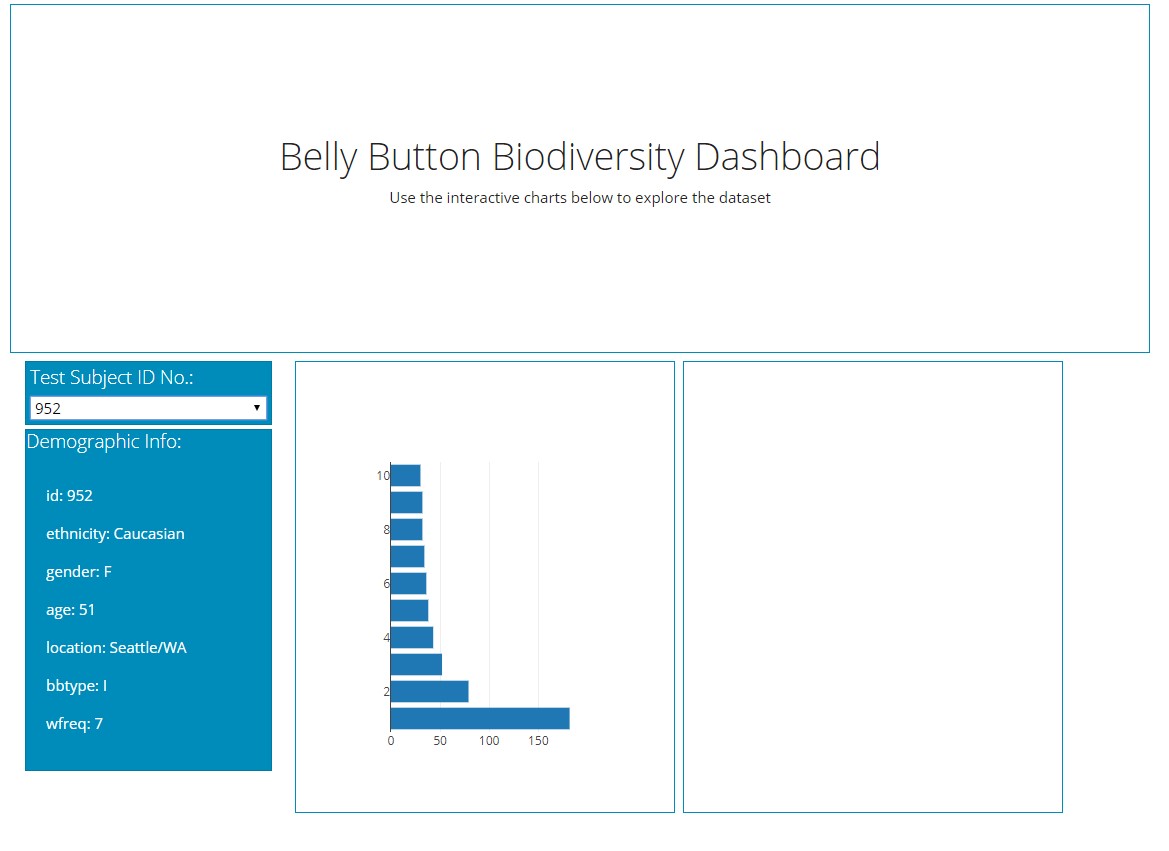 Belly Button Biodiversity Dashboard
Use the interactive charts below to explore the dataset
Test Subject ID No.:
952
Demographic Info:
id: 952
ethnicity: Caucasian
gender: F
age: 51
location: Seattle/WA
bbtype: I
wfreq: 7
10
8
6
4
2
0 50 100 150